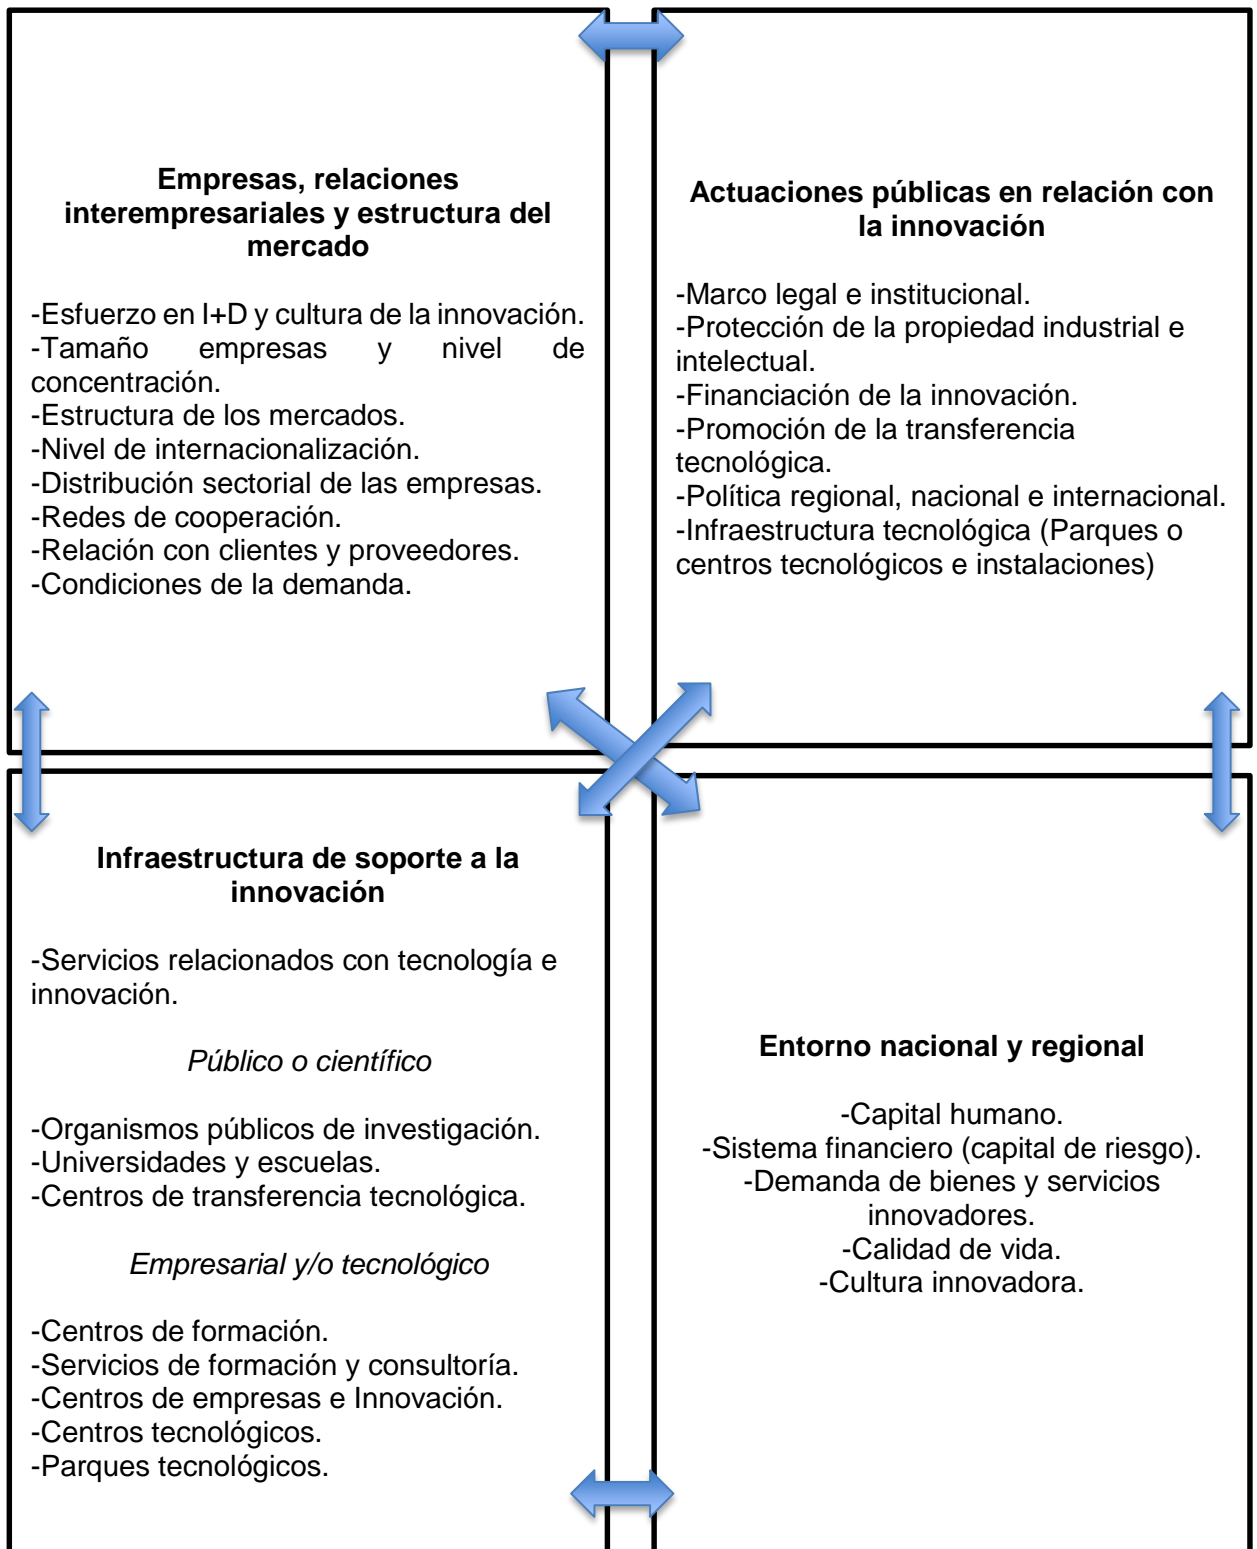 Empresas, relaciones
interempresariales y estructura del
mercado
-Esfuerzo en I+D y cultura de la innovación.
-Tamaño empresas y nivel de
concentración.
-Estructura de los mercados.
-Nivel de internacionalización.
-Distribución sectorial de las empresas.
-Redes de cooperación.
-Relación con clientes y proveedores.
-Condiciones de la demanda.
Actuaciones públicas en relación con
la innovación
-Marco legal e institucional.
-Protección de la propiedad industrial e
intelectual.
-Financiación de la innovación.
-Promoción de la transferencia
tecnológica.
-Política regional, nacional e internacional.
-Infraestructura tecnológica (Parques o
centros tecnológicos e instalaciones)
Infraestructura de soporte a la
innovación
-Servicios relacionados con tecnología e
innovación.
Público o científico
-Organismos públicos de investigación.
-Universidades y escuelas.
-Centros de transferencia tecnológica.
Empresarial y/o tecnológico
-Centros de formación.
-Servicios de formación y consultoría.
-Centros de empresas e Innovación.
-Centros tecnológicos.
-Parques tecnológicos.
Entorno nacional y regional
-Capital humano.
-Sistema financiero (capital de riesgo).
-Demanda de bienes y servicios
innovadores.
-Calidad de vida.
-Cultura innovadora.